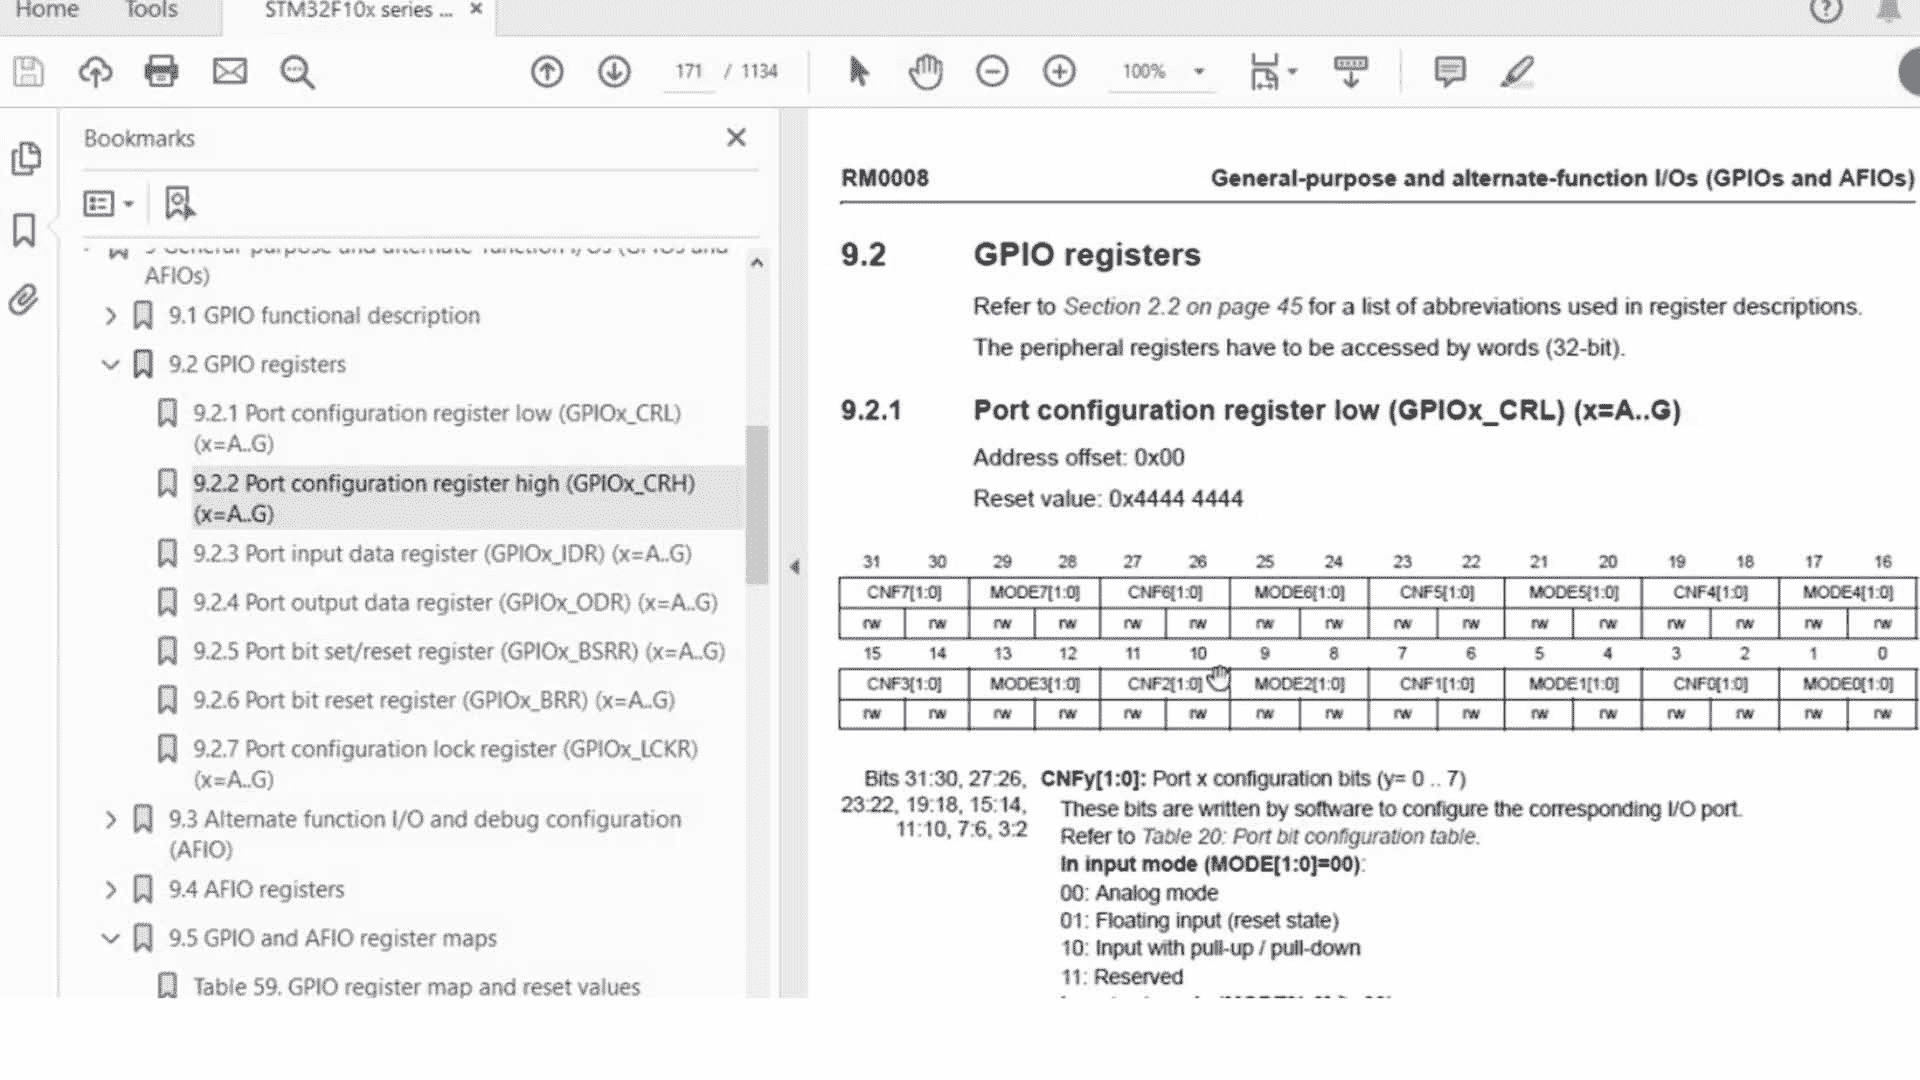 Home Tools STM32F10x series ...
171 / 1134 100%
Bookmarks
9 General-purpose and alternate-function I/Os (GPIOs and
AFIOs)
9.1 GPIO functional description
9.2 GPIO registers
9.2.1 Port configuration register low (GPIOx_CRL)
(x=A..G)
9.2.2 Port configuration register high (GPIOx_CRH)
(x=A..G)
9.2.3 Port input data register (GPIOx_IDR) (x=A..G)
9.2.4 Port output data register (GPIOx_ODR) (x=A..G)
9.2.5 Port bit set/reset register (GPIOx_BSRR) (x=A..G)
9.2.6 Port bit reset register (GPIOx_BRR) (x=A..G)
9.2.7 Port configuration lock register (GPIOx_LCKR)
(x=A..G)
9.3 Alternate function I/O and debug configuration
(AFIO)
9.4 AFIO registers
9.5 GPIO and AFIO register maps
Table 59. GPIO register map and reset values
RM0008 General-purpose and alternate-function I/Os (GPIOs and AFIOs)
9.2 GPIO registers
Refer to Section 2.2 on page 45 for a list of abbreviations used in register descriptions.
The peripheral registers have to be accessed by words (32-bit).
9.2.1 Port configuration register low (GPIOx_CRL) (x=A..G)
Address offset: 0x00
Reset value: 0x4444 4444
31 30 29 28 27 26 25 24 23 22 21 20 19 18 17 16
CNF7[1:0] MODE7[1:0] CNF6[1:0] MODE6[1:0] CNF5[1:0] MODE5[1:0] CNF4[1:0] MODE4[1:0]
rw rw rw rw rw rw rw rw rw rw rw rw rw rw rw rw
15 14 13 12 11 10 9 8 7 6 5 4 3 2 1 0
CNF3[1:0] MODE3[1:0] CNF2[1:0] MODE2[1:0] CNF1[1:0] MODE1[1:0] CNF0[1:0] MODE0[1:0]
rw rw rw rw rw rw rw rw rw rw rw rw rw rw rw rw
Bits 31:30, 27:26, CNFy[1:0]: Port x configuration bits (y= 0 .. 7)
23:22, 19:18, 15:14, These bits are written by software to configure the corresponding I/O port.
11:10, 7:6, 3:2 Refer to Table 20: Port bit configuration table.
In input mode (MODE[1:0]=00):
00: Analog mode
01: Floating input (reset state)
10: Input with pull-up / pull-down
11: Reserved